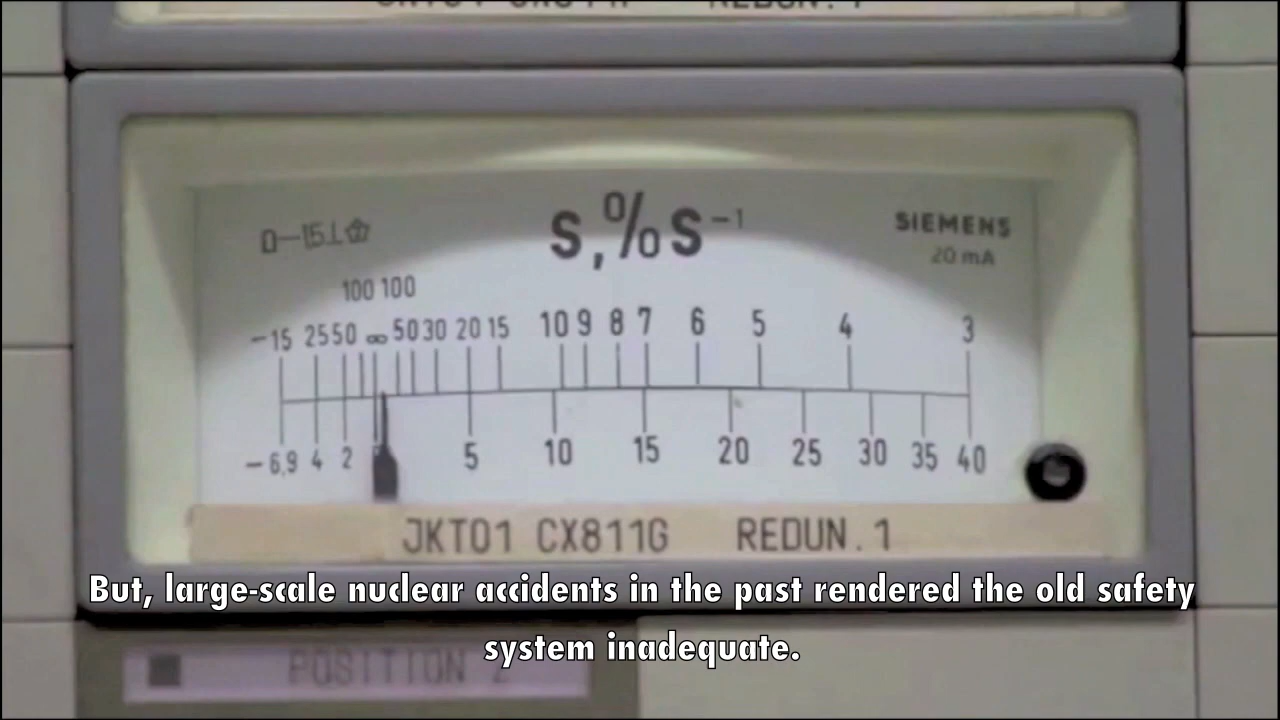 REDUN. 1
s,%s⁻¹
SIEMENS
20 mA
100 100
-15 25 50 ∞ 50 30 20 15 10 9 8 7 6 5 4 3
-6,9 4 2 5 10 15 20 25 30 35 40
JKT01 CX811G REDUN. 1
But, large-scale nuclear accidents in the past rendered the old safety
system inadequate.
POSITION 2